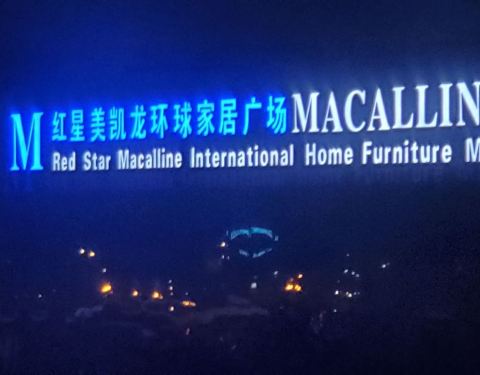 M 红星美凯龙环球家居广场 MACALLIN
Red Star Macalline International Home Furniture M